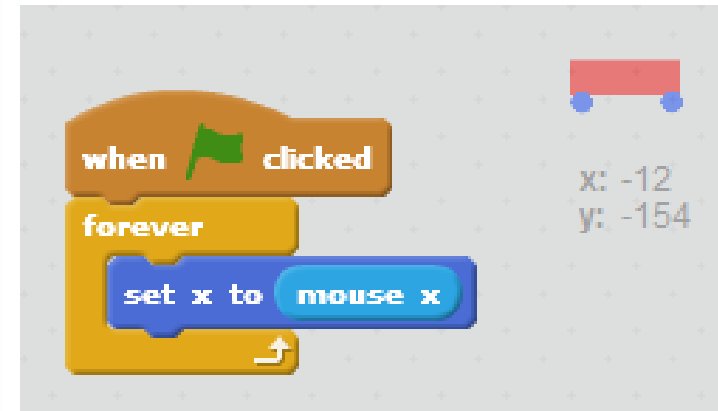 when clicked
forever
set x to mouse x
x: -12
y: -154